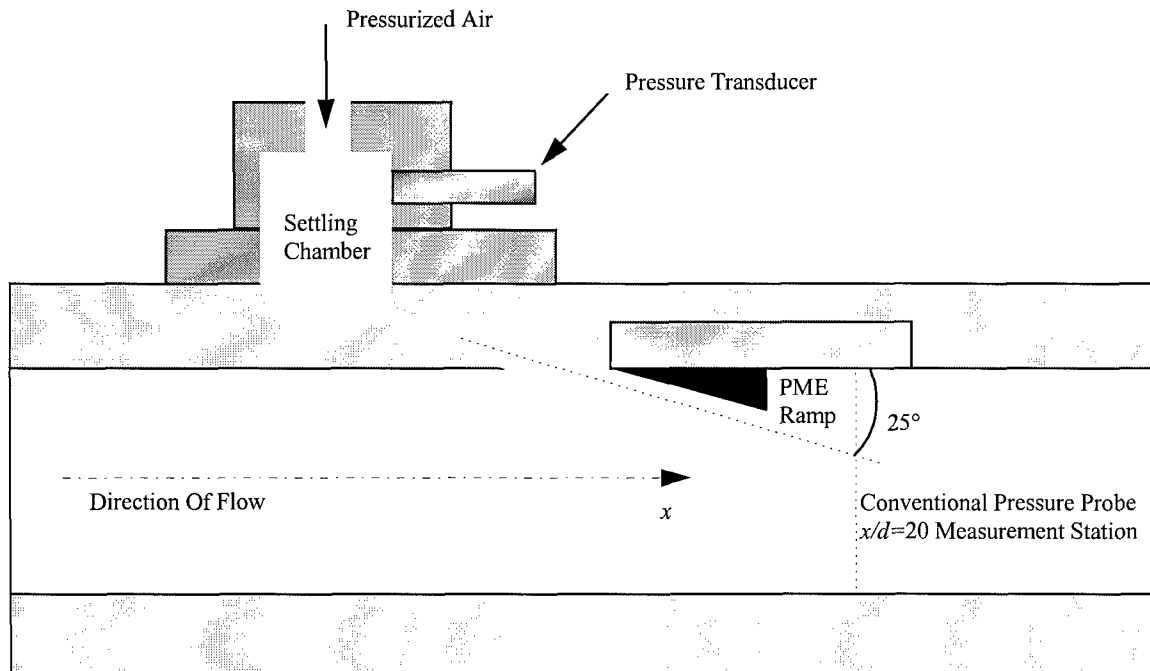 Pressurized Air
Pressure Transducer
Settling
Chamber
PME
Ramp
25°
Direction Of Flow
x
Conventional Pressure Probe
x/d=20 Measurement Station